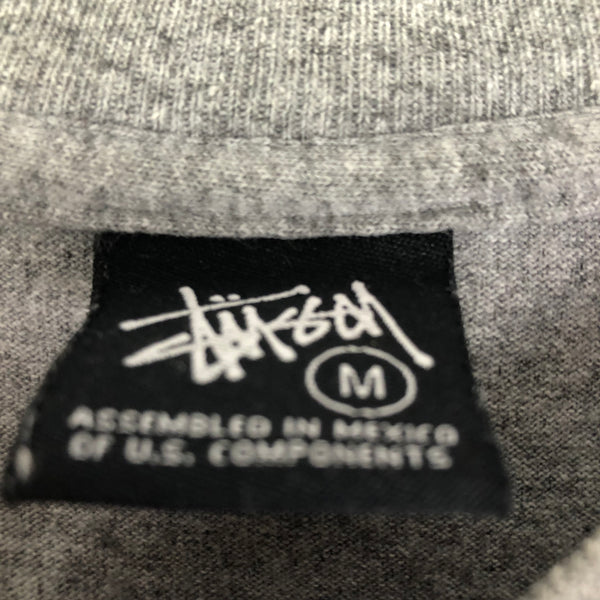 Stüssy
M
ASSEMBLED IN MEXICO
OF U.S. COMPONENTS